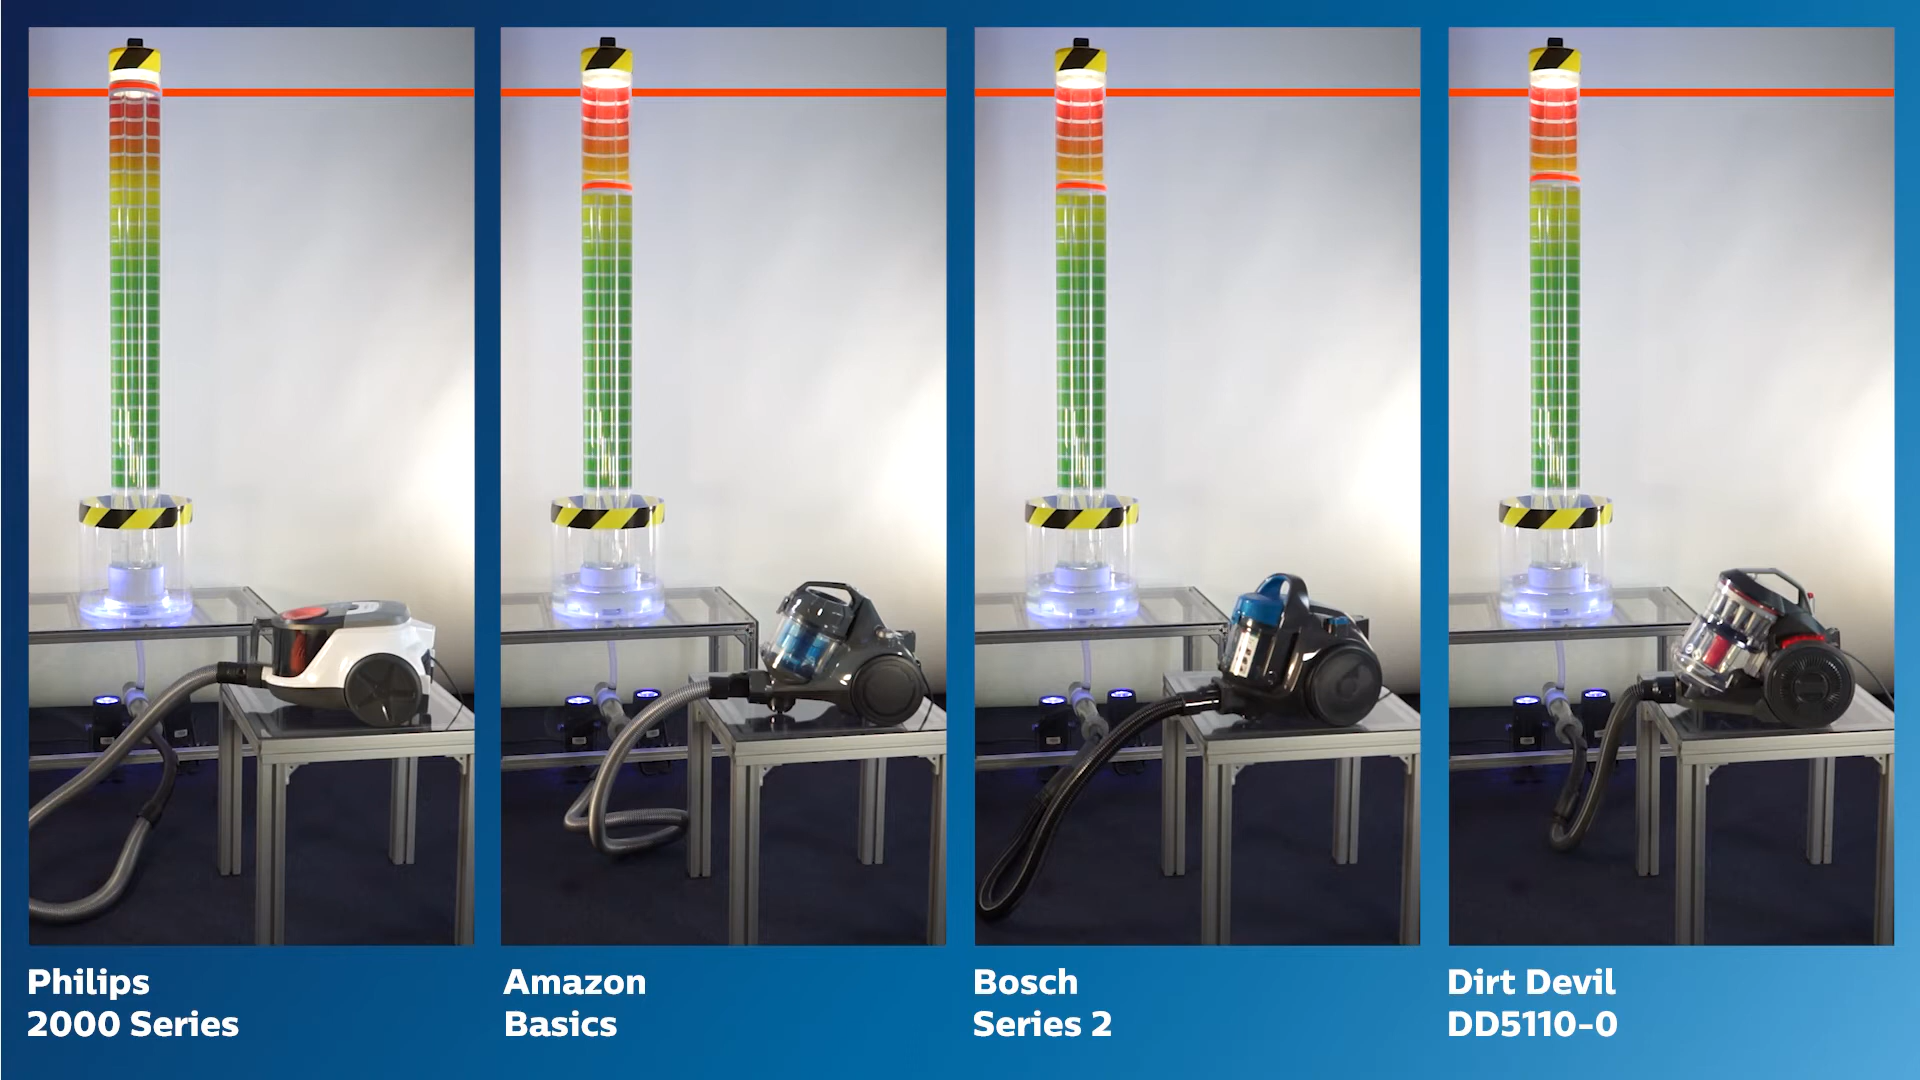 Philips
2000 Series
Amazon
Basics
Bosch
Series 2
Dirt Devil
DD5110-0